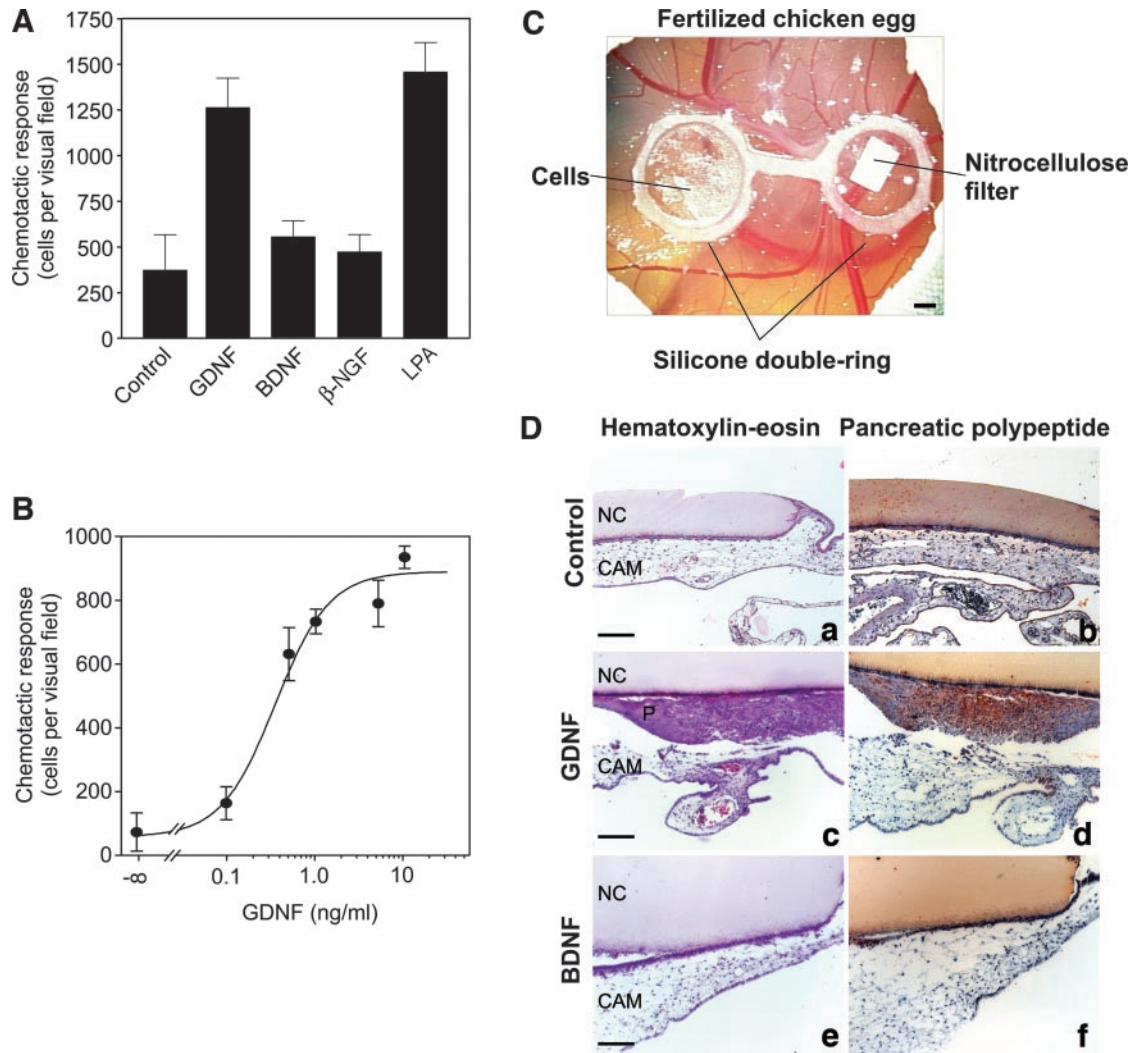 A
1750
1500
1250
1000
750
500
250
0
Chemotactic response
(cells per visual field)
Control
GDNF
BDNF
β-NGF
LPA
B
1000
800
600
400
200
0
Chemotactic response
(cells per visual field)
-∞
0.1
1.0
10
GDNF (ng/ml)
C
Fertilized chicken egg
Cells
Nitrocellulose
filter
Silicone double-ring
D
Hematoxylin-eosin
Pancreatic polypeptide
Control
NC
CAM
a
b
GDNF
NC
P
CAM
c
d
BDNF
NC
CAM
e
f